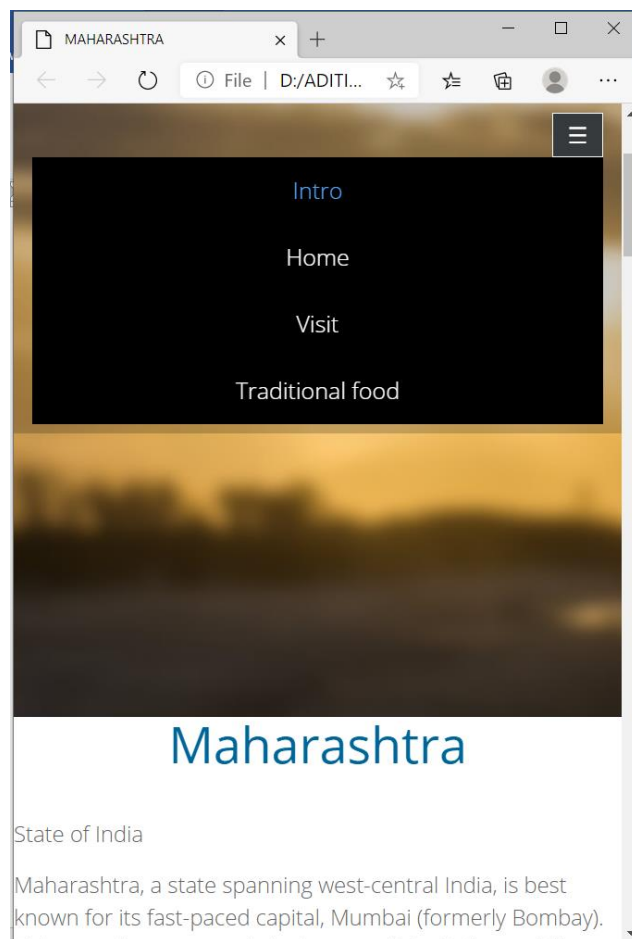 MAHARASHTRA
File | D:/ADITI...
Intro
Home
Visit
Traditional food
Maharashtra
State of India
Maharashtra, a state spanning west-central India, is best
known for its fast-paced capital, Mumbai (formerly Bombay).